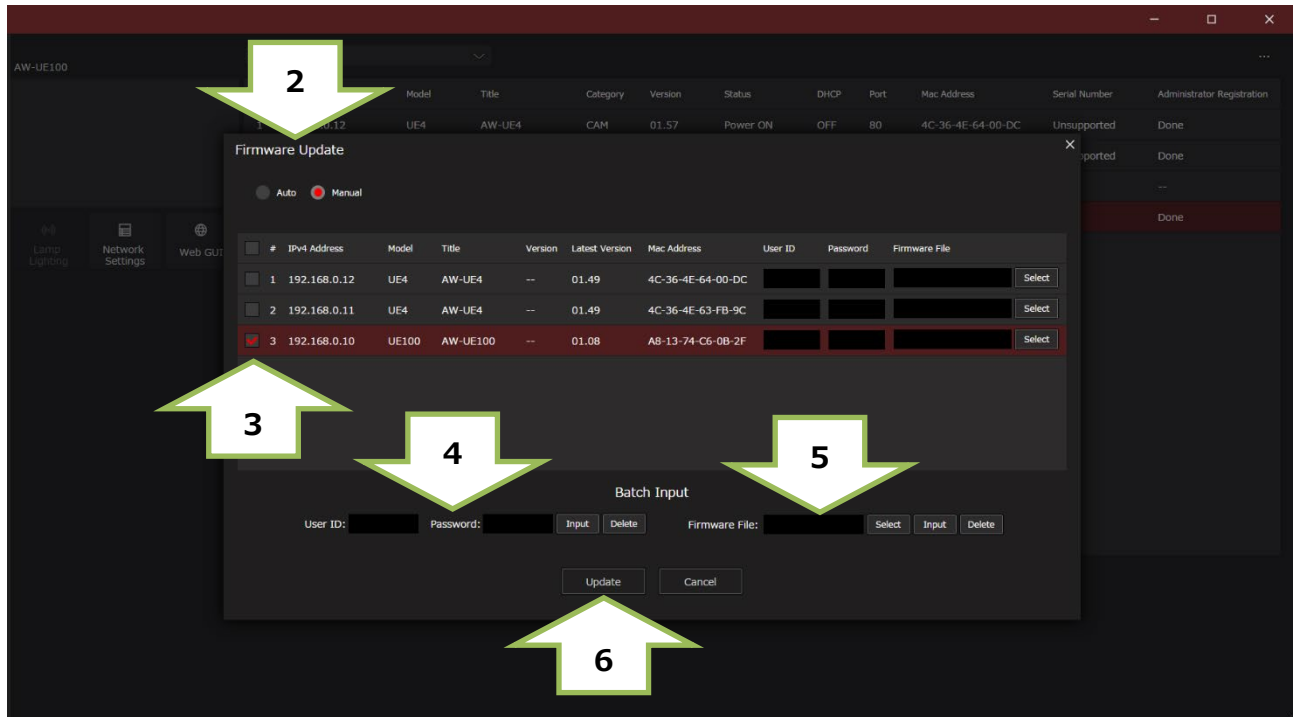 AW-UE100
...
2
Model Title Category Version Status DHCP Port Mac Address Serial Number Administrator Registration
1 0.12 UE4 AW-UE4 CAM 01.57 Power ON OFF 80 4C-36-4E-64-00-DC Unsupported Done
Firmware Update
pported Done
Auto Manual
--
Done
Lamp Lighting
Network Settings
Web GUI
# IPv4 Address Model Title Version Latest Version Mac Address User ID Password Firmware File
1 192.168.0.12 UE4 AW-UE4 -- 01.49 4C-36-4E-64-00-DC Select
2 192.168.0.11 UE4 AW-UE4 -- 01.49 4C-36-4E-63-FB-9C Select
3 192.168.0.10 UE100 AW-UE100 -- 01.08 A8-13-74-C6-0B-2F Select
3
4
5
Batch Input
User ID: Password: Input Delete Firmware File: Select Input Delete
Update Cancel
6